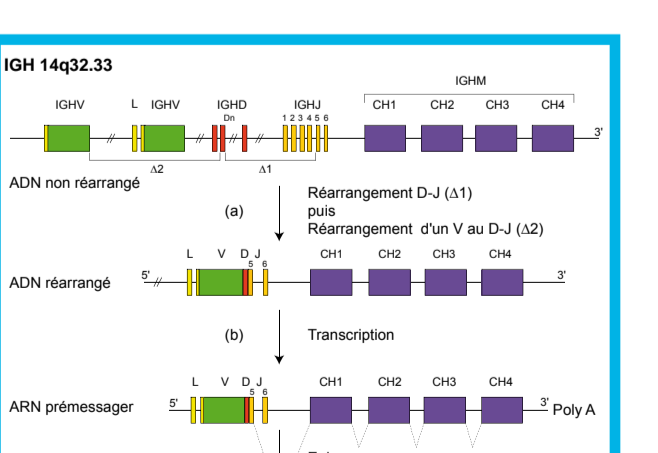 IGH 14q32.33
IGHM
IGHV L IGHV IGHD IGHJ CH1 CH2 CH3 CH4
Dn 1 2 3 4 5 6
3'
Δ2 Δ1
ADN non réarrangé
Réarrangement D-J (Δ1)
(a) puis
Réarrangement d'un V au D-J (Δ2)
L V D J CH1 CH2 CH3 CH4
5 6
ADN réarrangé 5' 3'
(b) Transcription
L V D J CH1 CH2 CH3 CH4
5 6
ARN prémessager 5' 3' Poly A